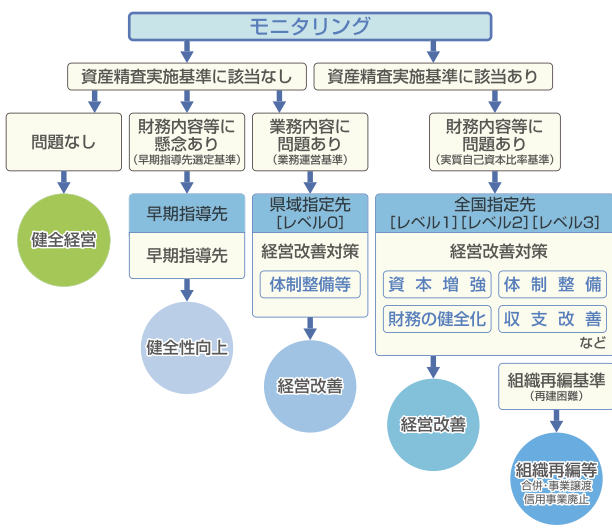 モニタリング
資産精査実施基準に該当なし
資産精査実施基準に該当あり
問題なし
財務内容等に
懸念あり
(早期指導先選定基準)
業務内容に
問題あり
(業務運営基準)
財務内容等に
問題あり
(実質自己資本比率基準)
健全経営
早期指導先
早期指導先
健全性向上
県域指定先
[レベル0]
経営改善対策
体制整備等
経営改善
全国指定先
[レベル1][レベル2][レベル3]
経営改善対策
資本増強
体制整備
財務の健全化
収支改善
など
経営改善
組織再編基準
(再建困難)
組織再編等
合併・事業譲渡
信用事業廃止